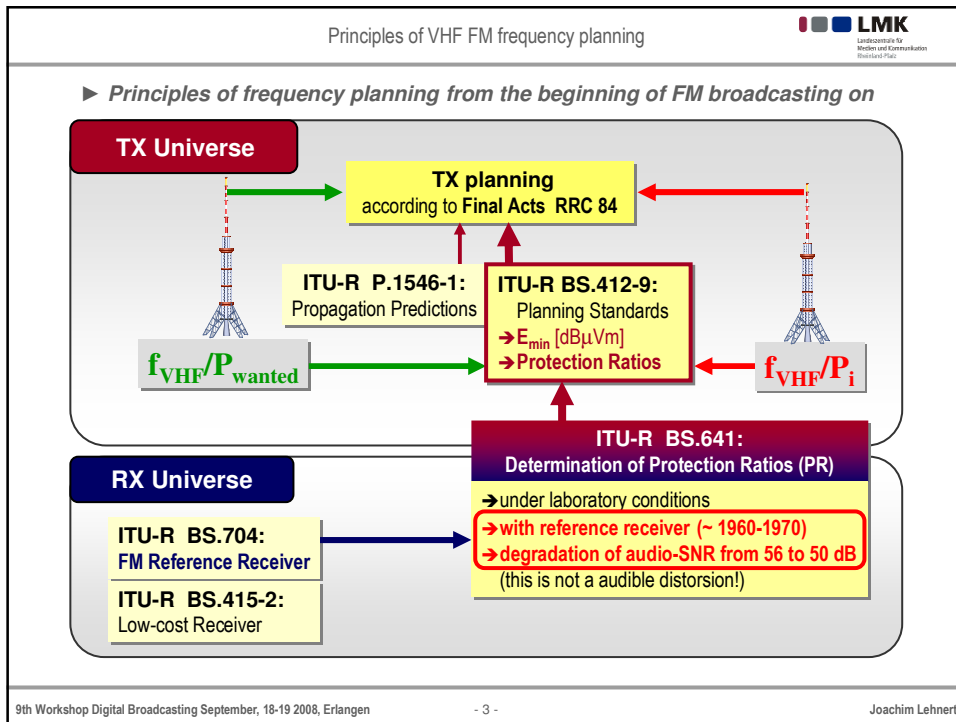 Principles of VHF FM frequency planning
LMK
Landeszentrale für
Medien und Kommunikation
Rheinland-Pfalz
► Principles of frequency planning from the beginning of FM broadcasting on
TX Universe
TX planning
according to Final Acts RRC 84
ITU-R P.1546-1:
Propagation Predictions
ITU-R BS.412-9:
Planning Standards
➔Emin [dBµVm]
➔Protection Ratios
fVHF/Pwanted
fVHF/Pi
ITU-R BS.641:
Determination of Protection Ratios (PR)
➔under laboratory conditions
➔with reference receiver (~ 1960-1970)
➔degradation of audio-SNR from 56 to 50 dB
(this is not a audible distorsion!)
RX Universe
ITU-R BS.704:
FM Reference Receiver
ITU-R BS.415-2:
Low-cost Receiver
9th Workshop Digital Broadcasting September, 18-19 2008, Erlangen
- 3 -
Joachim Lehnert